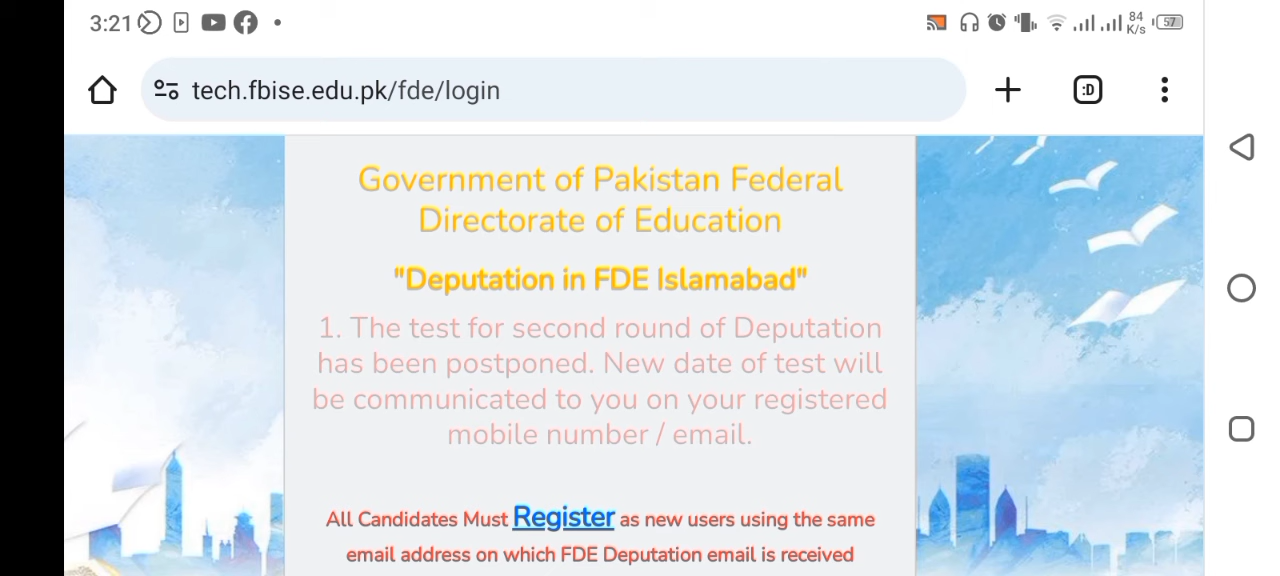 3:21
84
K/s
57
tech.fbise.edu.pk/fde/login
:D
Government of Pakistan Federal
Directorate of Education
"Deputation in FDE Islamabad"
1. The test for second round of Deputation
has been postponed. New date of test will
be communicated to you on your registered
mobile number / email.
All Candidates Must Register as new users using the same
email address on which FDE Deputation email is received